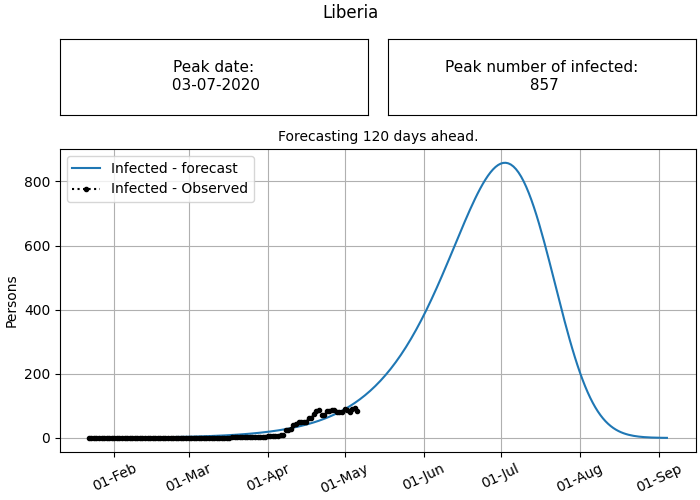 Liberia
Peak date:
03-07-2020
Peak number of infected:
857
Forecasting 120 days ahead.
Infected - forecast
Infected - Observed
Persons
800
600
400
200
0
01-Feb
01-Mar
01-Apr
01-May
01-Jun
01-Jul
01-Aug
01-Sep